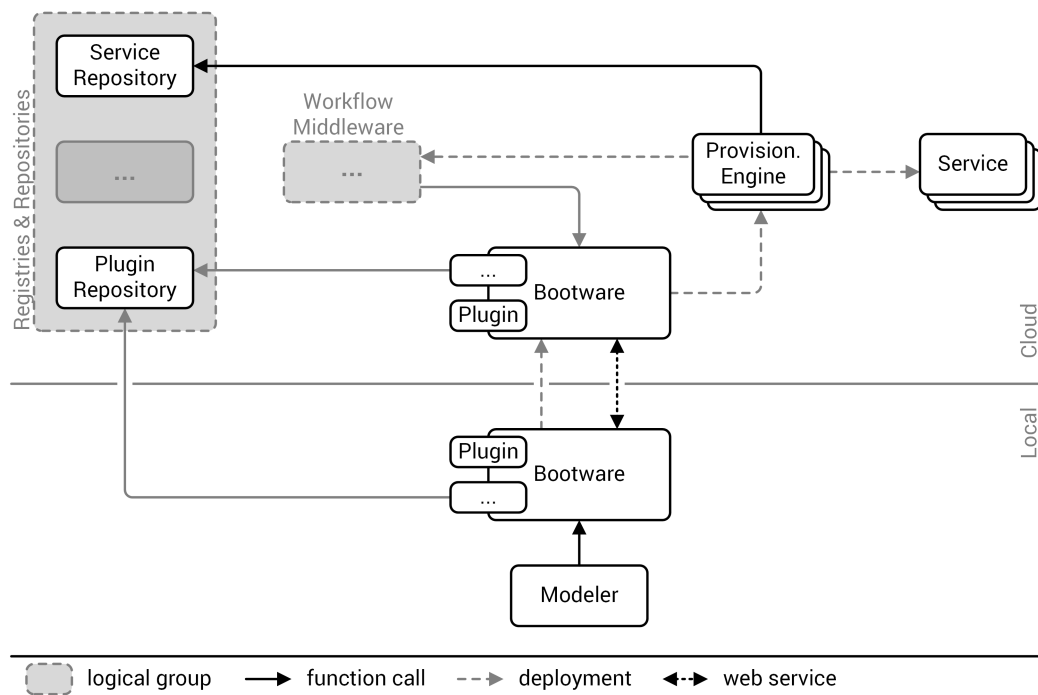 Service
Repository
...
Plugin
Repository
Registries & Repositories
Workflow
Middleware
...
Provision.
Engine
Service
...
Bootware
Plugin
Cloud
Local
Plugin
Bootware
...
Modeler
logical group
function call
deployment
web service